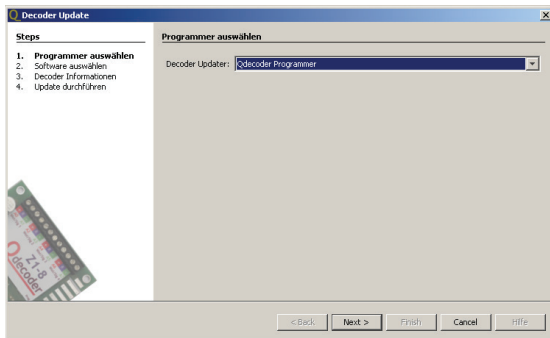 Decoder Update
Steps
1. Programmer auswählen
2. Software auswählen
3. Decoder Informationen
4. Update durchführen
Programmer auswählen
Decoder Updater: Qdecoder Programmer
Qdecoder
Z1-8
< Back Next > Finish Cancel Hilfe